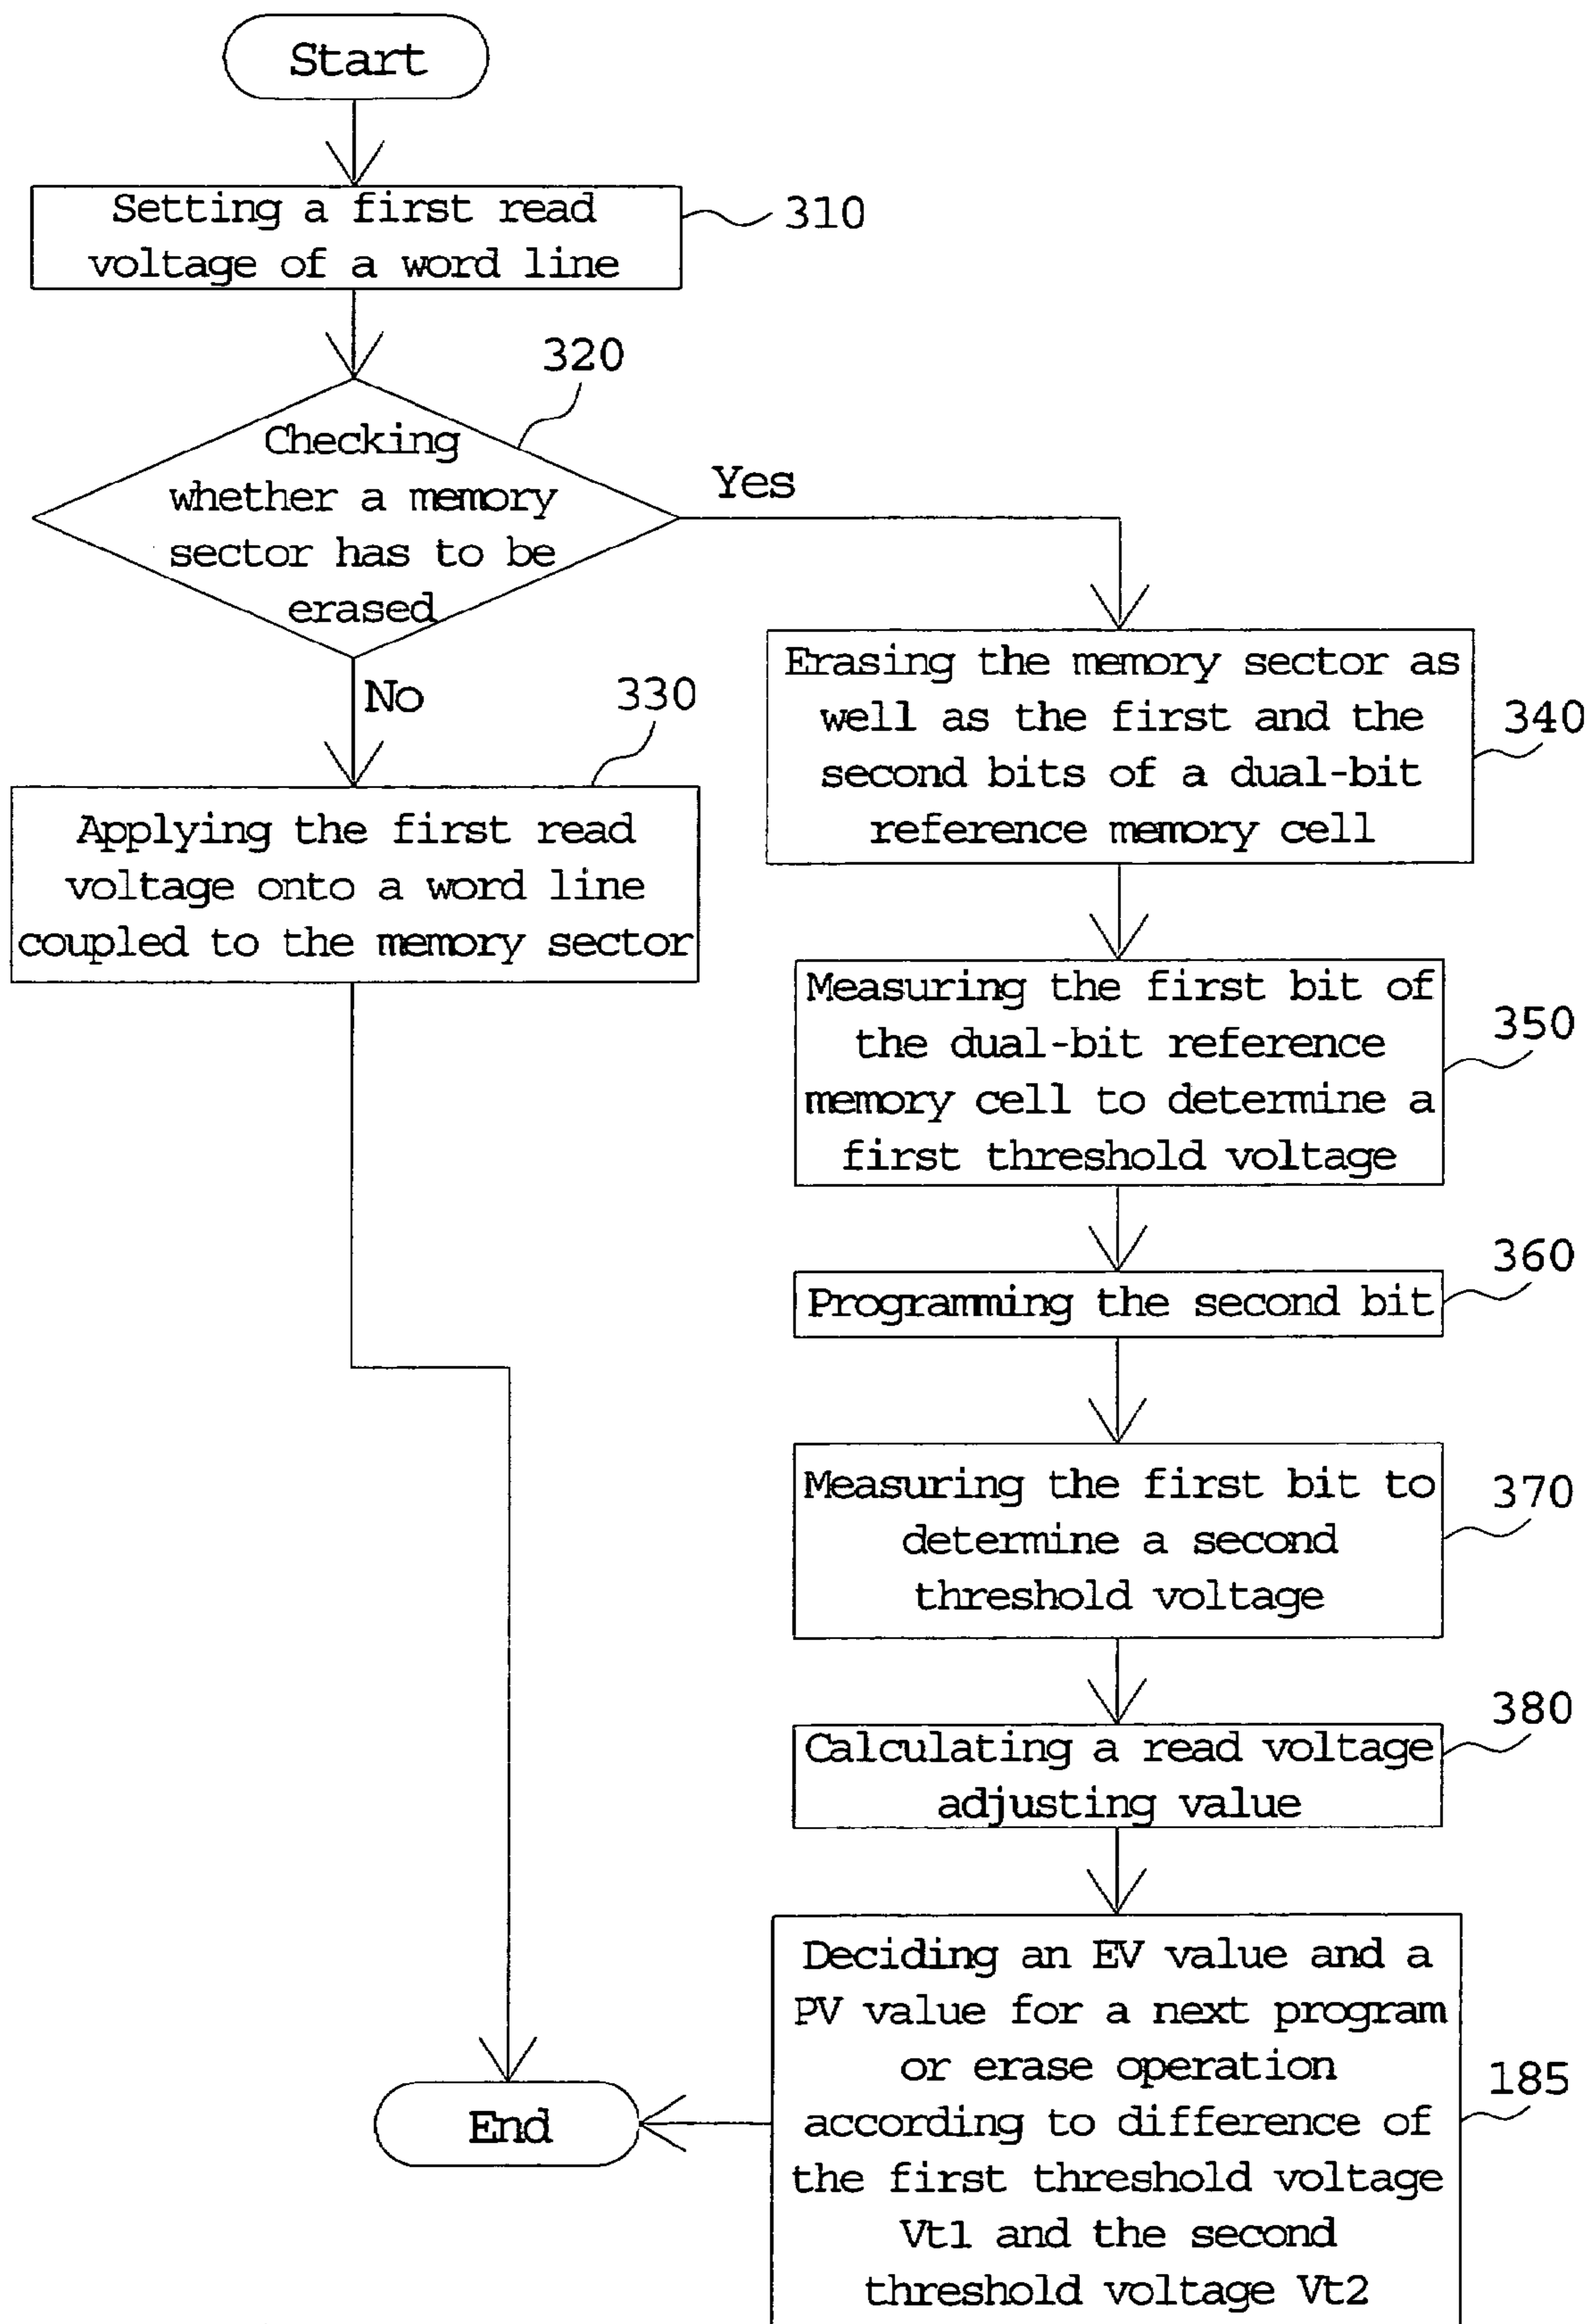 Start
Setting a first read
voltage of a word line
310
320
Checking
whether a memory
sector has to be
erased
Yes
No
330
Applying the first read
voltage onto a word line
coupled to the memory sector
Erasing the memory sector as
well as the first and the
second bits of a dual-bit
reference memory cell
340
Measuring the first bit of
the dual-bit reference
memory cell to determine a
first threshold voltage
350
Programming the second bit
360
Measuring the first bit to
determine a second
threshold voltage
370
Calculating a read voltage
adjusting value
380
Deciding an EV value and a
PV value for a next program
or erase operation
according to difference of
the first threshold voltage
Vt1 and the second
threshold voltage Vt2
185
End